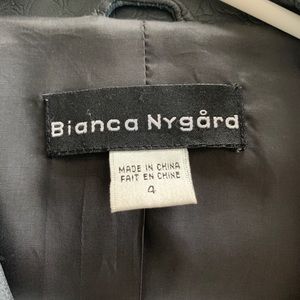 Bianca Nygård
MADE IN CHINA
FAIT EN CHINE
4